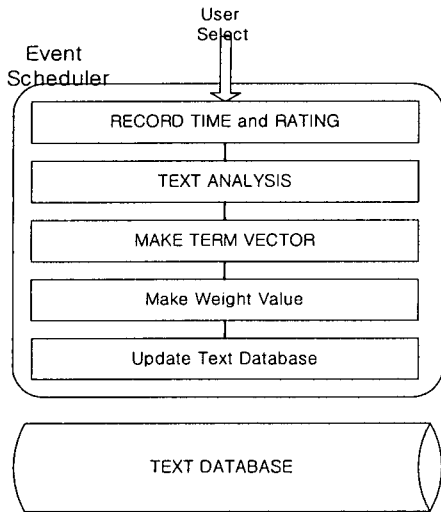 User
Select
Event
Scheduler
RECORD TIME and RATING
TEXT ANALYSIS
MAKE TERM VECTOR
Make Weight Value
Update Text Database
TEXT DATABASE